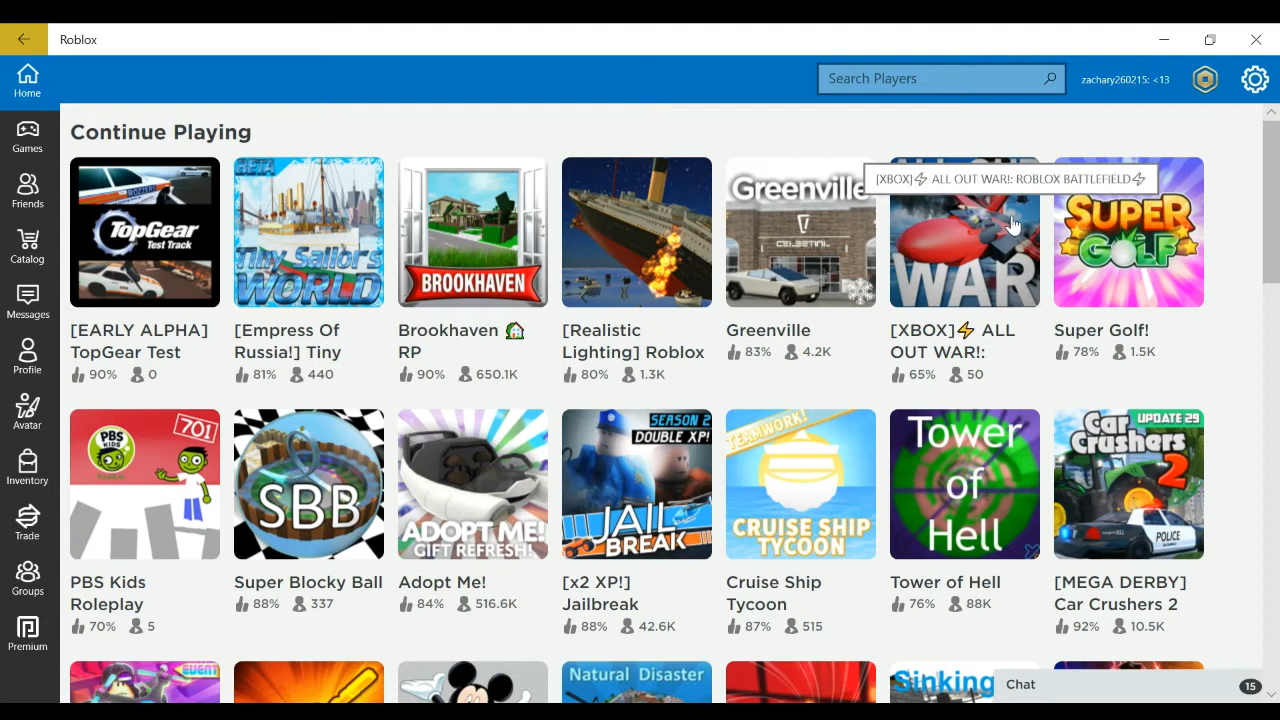 Roblox
Home
Search Players
zachary260215: <13
Games
Friends
Catalog
Messages
Profile
Avatar
Inventory
Trade
Groups
Premium
Continue Playing
ROZZERS
TopGear
Test Track
BETA
Tiny Sailor's
WORLD
BROOKHAVEN
Greenville
CELBETINI
[XBOX]⚡ ALL OUT WAR!: ROBLOX BATTLEFIELD⚡
WAR
SUPER
GOLF
[EARLY ALPHA]
TopGear Test
90% 0
[Empress Of
Russia!] Tiny
81% 440
Brookhaven 🏡
RP
90% 650.1K
[Realistic
Lighting] Roblox
80% 1.3K
Greenville
83% 4.2K
[XBOX]⚡ ALL
OUT WAR!:
65% 50
Super Golf!
78% 1.5K
PBS
KIDS
701
SBB
ADOPT ME!
GIFT REFRESH!
SEASON 2
DOUBLE XP!
JAIL
BREAK
TEAMWORK!
CRUISE SHIP
TYCOON
Tower
of
Hell
UPDATE 29
Car
Crushers
2
POLICE
PBS Kids
Roleplay
70% 5
Super Blocky Ball
88% 337
Adopt Me!
84% 516.6K
[x2 XP!]
Jailbreak
88% 42.6K
Cruise Ship
Tycoon
87% 515
Tower of Hell
76% 88K
[MEGA DERBY]
Car Crushers 2
92% 10.5K
EVENT
Natural Disaster
Sinking
Chat
15